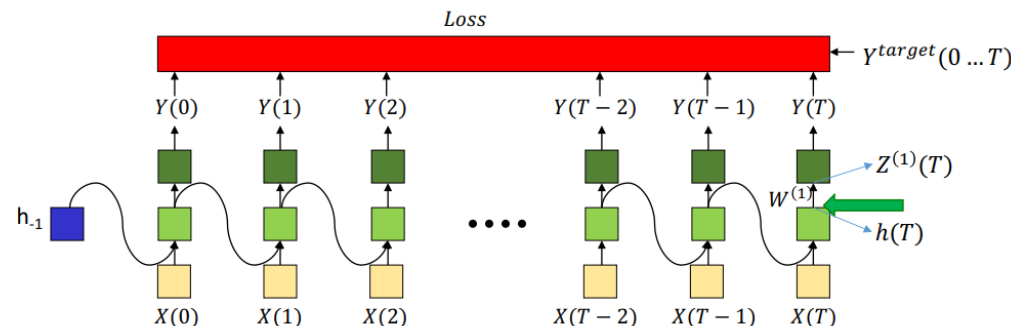 Loss
Y^{target}(0 … T)
Y(0) Y(1) Y(2) Y(T − 2) Y(T − 1) Y(T)
Z^{(1)}(T)
W^{(1)}
h_{-1}
h(T)
X(0) X(1) X(2) X(T − 2) X(T − 1) X(T)